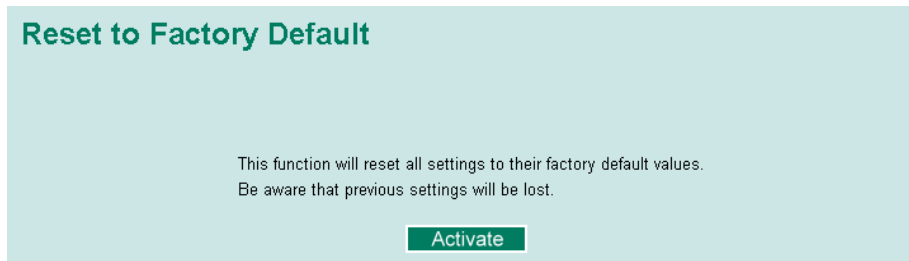 Reset to Factory Default
This function will reset all settings to their factory default values.
Be aware that previous settings will be lost.
Activate